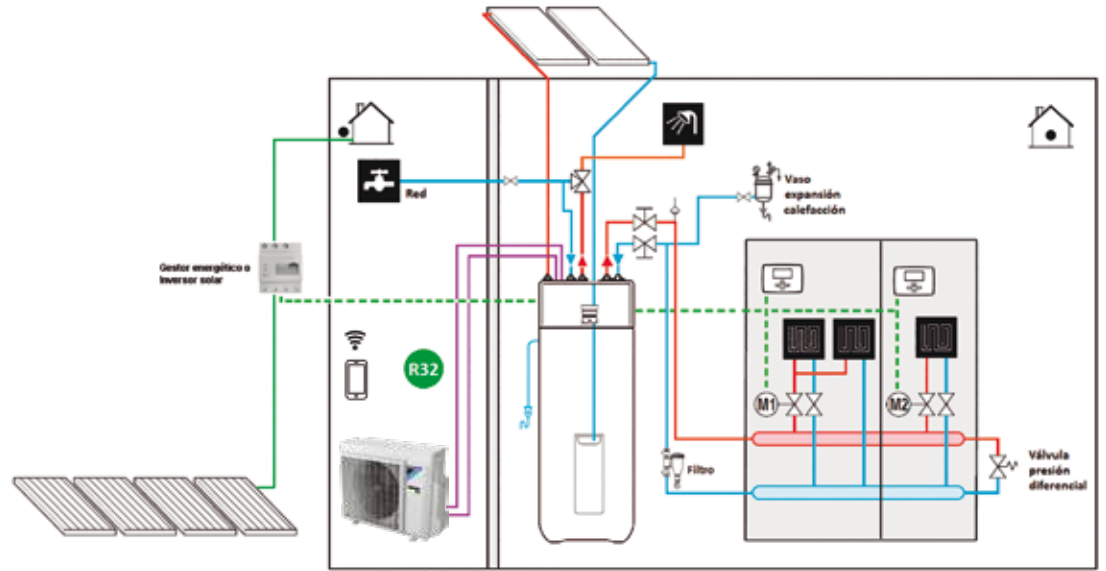 Red
Vaso
expansión
calefacción
Gestor energético o
Inversor solar
R32
M1
M2
Filtro
Válvula
presión
diferencial